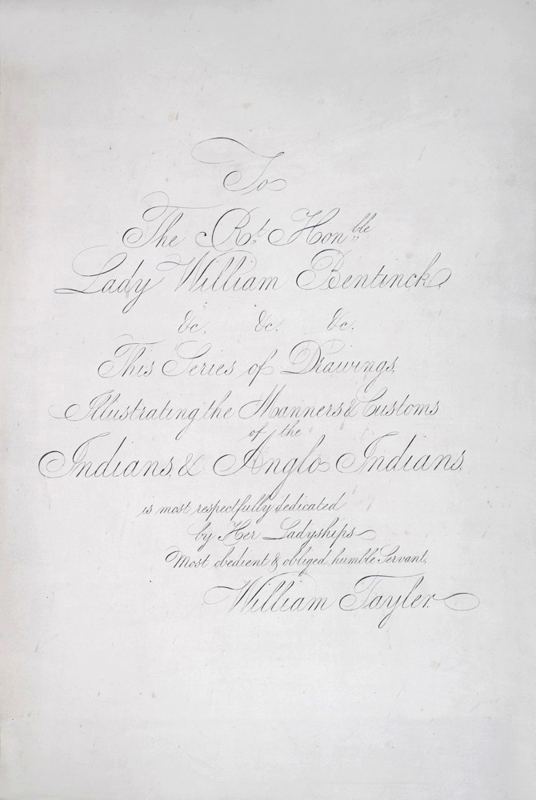 To
The Rt. Honble
Lady William Bentinck
&c. &c. &c.
This Series of Drawings,
Illustrating the Manners & Customs
of the
Indians, & Anglo Indians,
is most respectfully dedicated
by Her Ladyships
Most obedient & obliged humble Servant,
William Tayler.